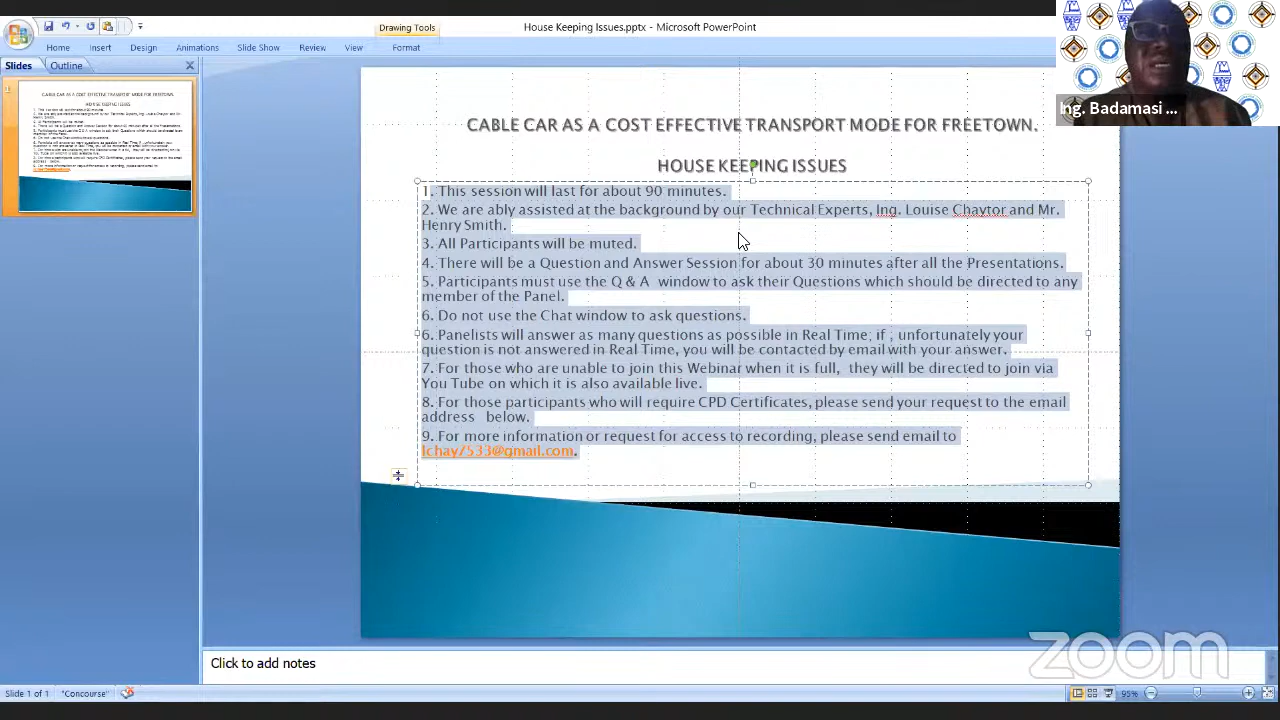 House Keeping Issues.pptx - Microsoft PowerPoint
Drawing Tools
Home Insert Design Animations Slide Show Review View Format
Slides Outline
Ing. Badamasi ...
1
CABLE CAR AS A COST EFFECTIVE TRANSPORT MODE FOR FREETOWN.
HOUSE KEEPING ISSUES
1. This session will last for about 90 minutes.
2. We are ably assisted at the background by our Technical Experts, Ing. Louise Chaytor and Mr.
Henry Smith.
3. All Participants will be muted.
4. There will be a Question and Answer Session for about 30 minutes after all the Presentations.
5. Participants must use the Q & A window to ask their Questions which should be directed to any
member of the Panel.
6. Do not use the Chat window to ask questions.
6. Panelists will answer as many questions as possible in Real Time; if , unfortunately your
question is not answered in Real Time, you will be contacted by email with your answer.
7. For those who are unable to join this Webinar when it is full, they will be directed to join via
You Tube on which it is also available live.
8. For those participants who will require CPD Certificates, please send your request to the email
address below.
9. For more information or request for access to recording, please send email to
lchay7533@gmail.com.
zoom
Click to add notes
Slide 1 of 1 "Concourse" 95%